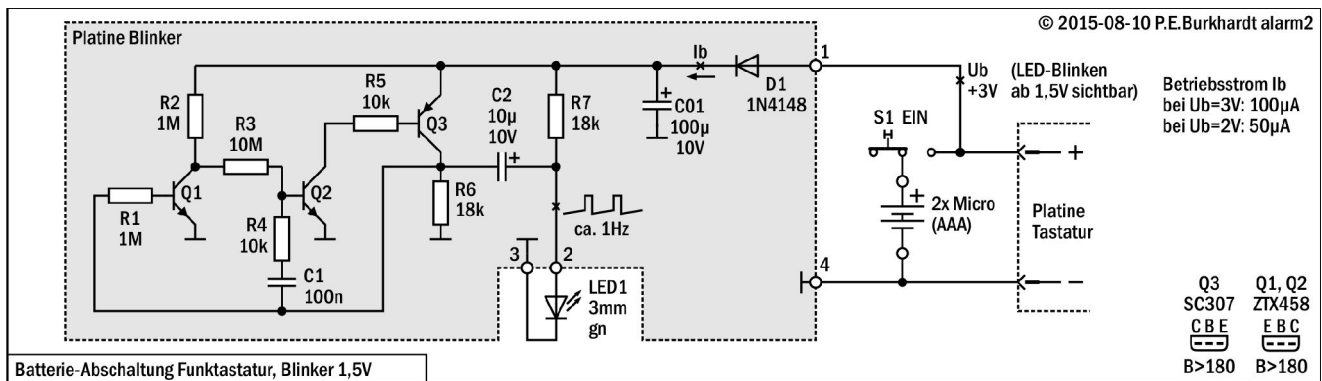 © 2015-08-10 P.E.Burkhardt alarm2
Platine Blinker
Ib
1
D1
1N4148
Ub
+3V
(LED-Blinken
ab 1,5V sichtbar)
Betriebsstrom Ib
bei Ub=3V: 100µA
bei Ub=2V: 50µA
R2
1M
R3
10M
R5
10k
Q3
C2
10µ
10V
+
R7
18k
+
C01
100µ
10V
S1 EIN
+
Q1
Q2
R1
1M
R4
10k
R6
18k
ca. 1Hz
+
2x Micro
(AAA)
Platine
Tastatur
C1
100n
3
2
4
−
LED1
3mm
gn
Q3
SC307
C B E
B>180
Q1, Q2
ZTX458
E B C
B>180
Batterie-Abschaltung Funktastatur, Blinker 1,5V